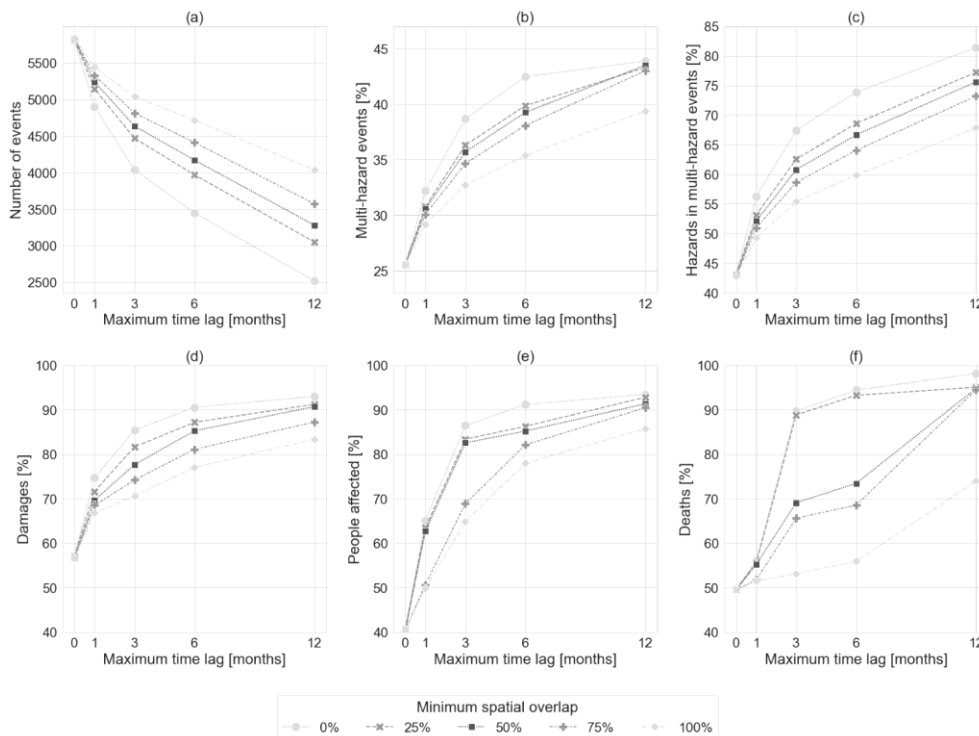 (a)
Number of events
5500
5000
4500
4000
3500
3000
2500
0 1 3 6 12
Maximum time lag [months]
(b)
Multi-hazard events [%]
45
40
35
30
25
0 1 3 6 12
Maximum time lag [months]
(c)
Hazards in multi-hazard events [%]
85
80
75
70
65
60
55
50
45
40
0 1 3 6 12
Maximum time lag [months]
(d)
Damages [%]
100
90
80
70
60
50
40
0 1 3 6 12
Maximum time lag [months]
(e)
People affected [%]
100
90
80
70
60
50
40
0 1 3 6 12
Maximum time lag [months]
(f)
Deaths [%]
100
90
80
70
60
50
40
0 1 3 6 12
Maximum time lag [months]
Minimum spatial overlap
0% 25% 50% 75% 100%